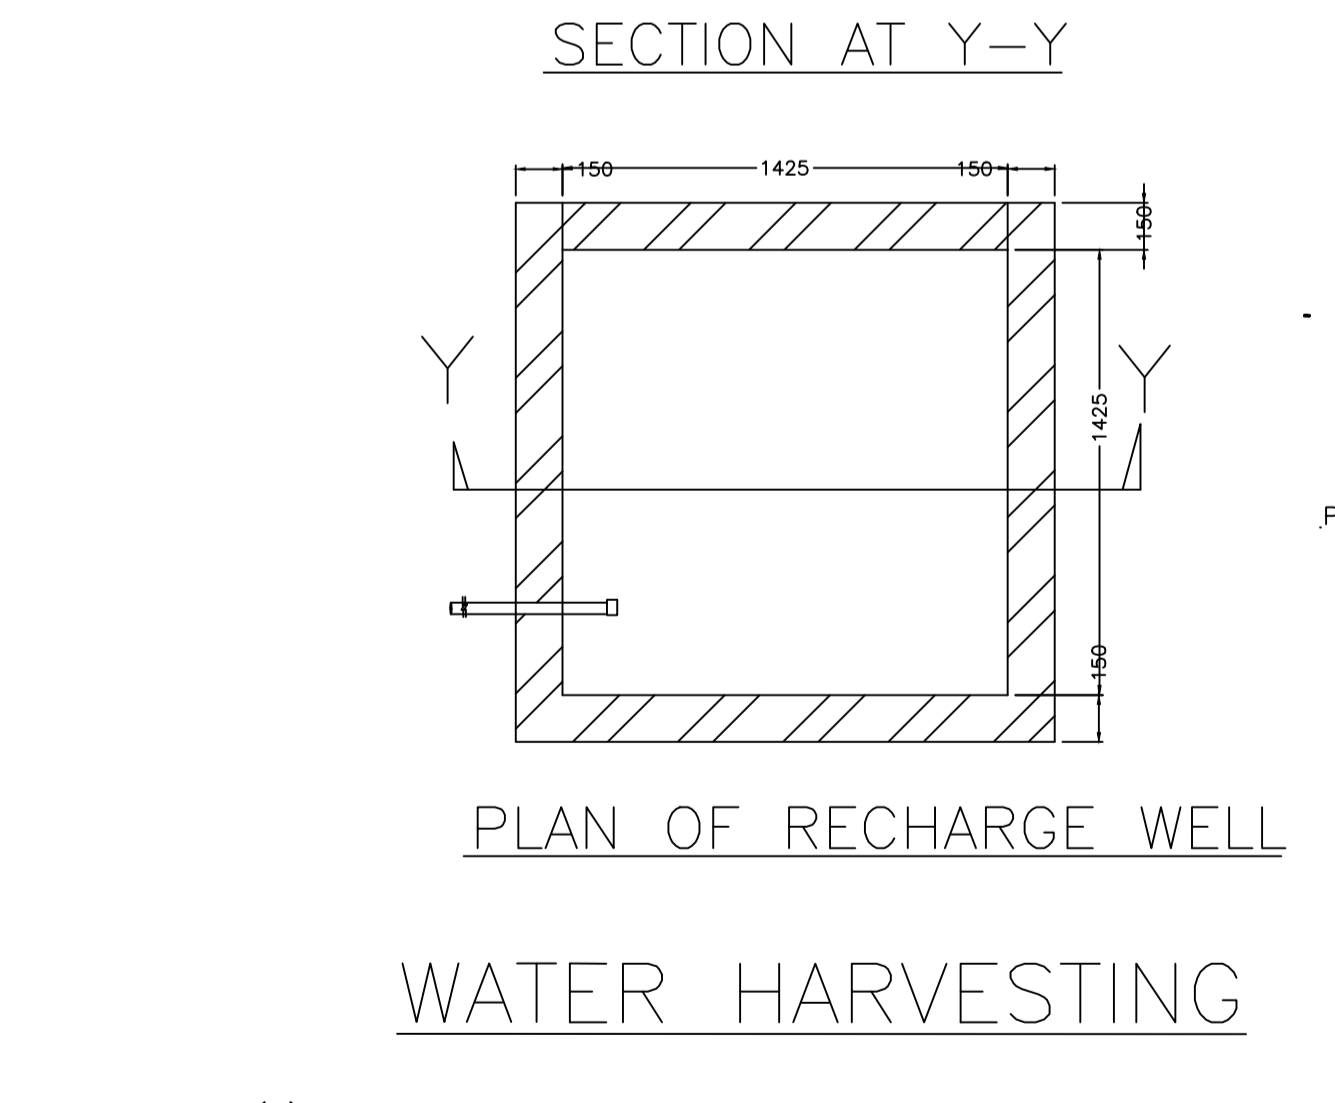 SECTION AT Y-Y
150 1425 150
150
Y Y
1425
P
150
PLAN OF RECHARGE WELL
WATER HARVESTING